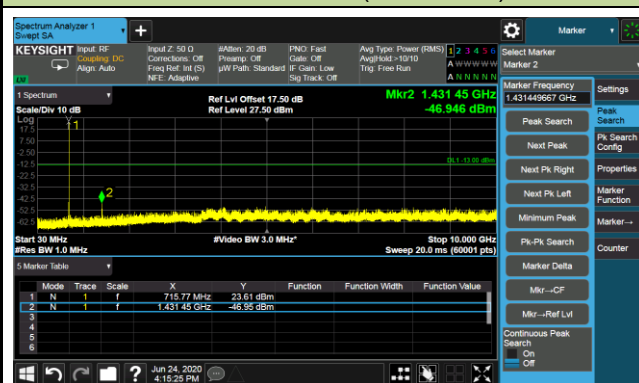 Spectrum Analyzer 1
Swept SA
+
Marker
KEYSIGHT
Input: RF
Coupling: DC
Align: Auto
Input Z: 50 Ω
Corrections: Off
Freq Ref: Int (S)
NFE: Adaptive
#Atten: 20 dB
Preamp: Off
µW Path: Standard
PNO: Fast
Gate: Off
IF Gain: Low
Sig Track: Off
Avg Type: Power (RMS)
Avg|Hold:>10/10
Trig: Free Run
1 2 3 4 5 6
A W W W W W
A N N N N N
Select Marker
Marker 2
1 Spectrum
Scale/Div 10 dB
Log
Ref Lvl Offset 17.50 dB
Ref Level 27.50 dBm
Mkr2 1.431 45 GHz
-46.946 dBm
17.5
7.50
-2.50
-12.5
-22.5
-32.5
-42.5
-52.5
-62.5
1
2
DL1 -13.00 dBm
Start 30 MHz
#Res BW 1.0 MHz
#Video BW 3.0 MHz*
Stop 10.000 GHz
Sweep 20.0 ms (60001 pts)
5 Marker Table
Mode Trace Scale X Y Function Function Width Function Value
1 N 1 f 715.77 MHz 23.61 dBm
2 N 1 f 1.431 45 GHz -46.95 dBm
3
4
5
6
Jun 24, 2020
4:15:25 PM
Marker Frequency
1.431449667 GHz
Peak Search
Next Peak
Next Pk Right
Next Pk Left
Minimum Peak
Pk-Pk Search
Marker Delta
Mkr→CF
Mkr→Ref Lvl
Continuous Peak
Search
On
Off
Settings
Peak
Search
Pk Search
Config
Properties
Marker
Function
Marker→
Counter